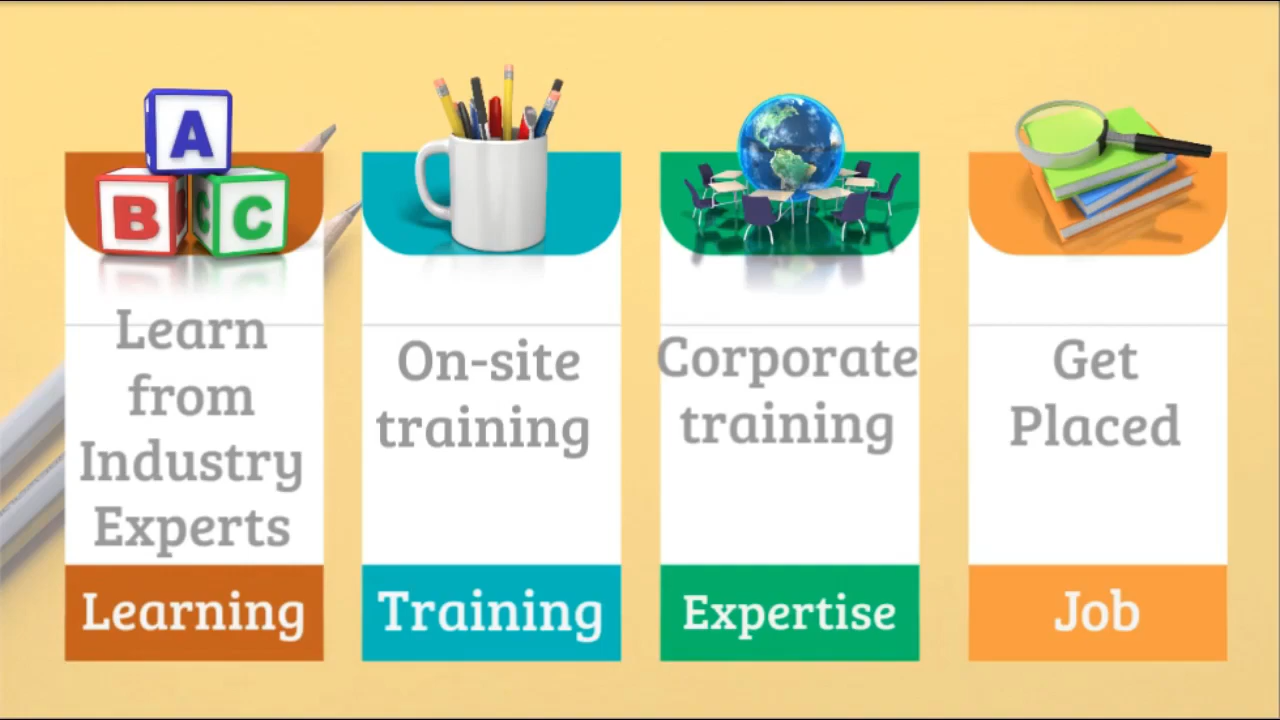 A
B C C
Learn
from
Industry
Experts
Learning
On-site
training
Training
Corporate
training
Expertise
Get
Placed
Job